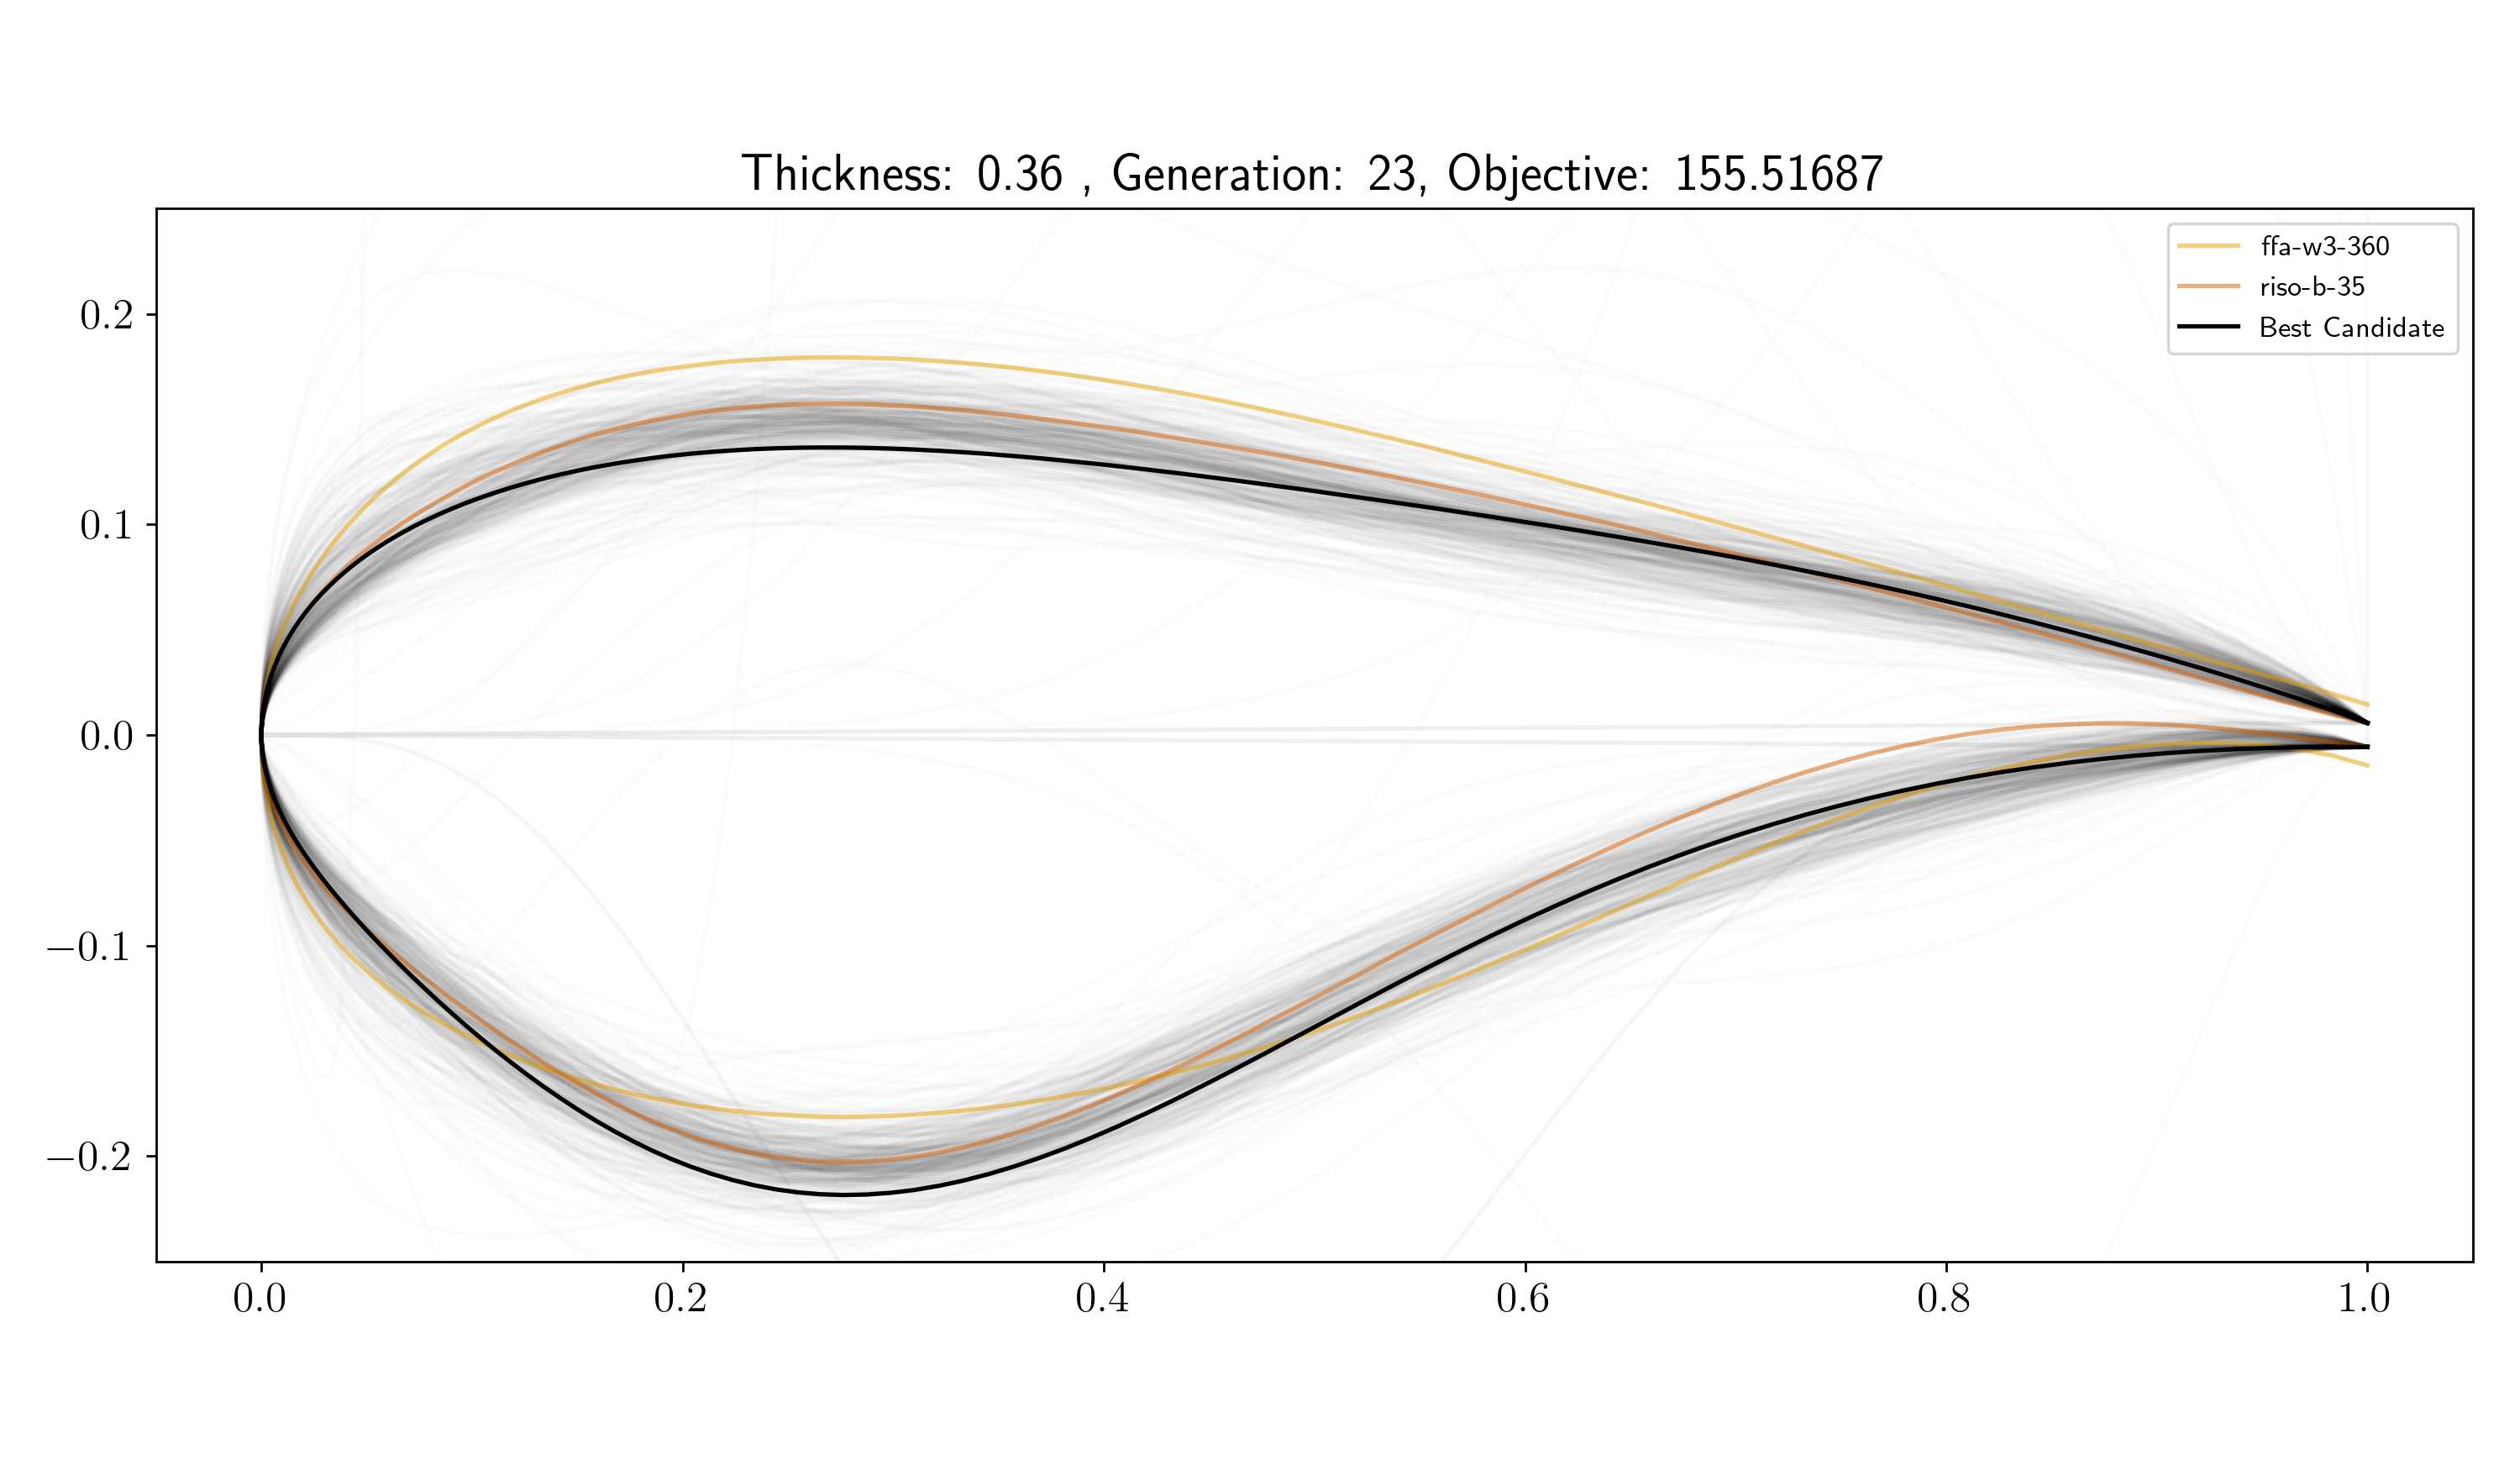 Thickness: 0.36 , Generation: 23, Objective: 155.51687
ffa-w3-360
riso-b-35
Best Candidate
0.2
0.1
0.0
−0.1
−0.2
0.0 0.2 0.4 0.6 0.8 1.0